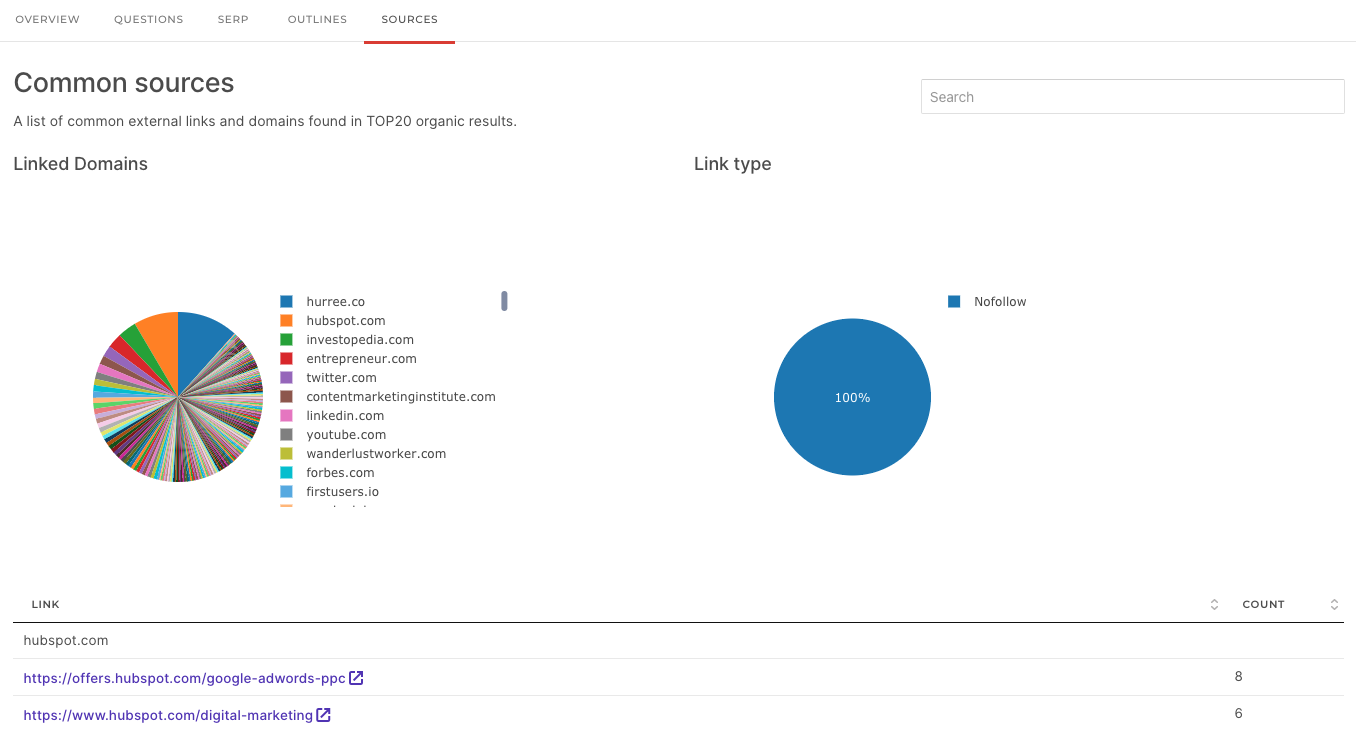 OVERVIEW QUESTIONS SERP OUTLINES SOURCES
Common sources
Search
A list of common external links and domains found in TOP20 organic results.
Linked Domains
Link type
hurree.co
hubspot.com
investopedia.com
entrepreneur.com
twitter.com
contentmarketinginstitute.com
linkedin.com
youtube.com
wanderlustworker.com
forbes.com
firstusers.io
Nofollow
100%
LINK COUNT
hubspot.com
https://offers.hubspot.com/google-adwords-ppc 8
https://www.hubspot.com/digital-marketing 6